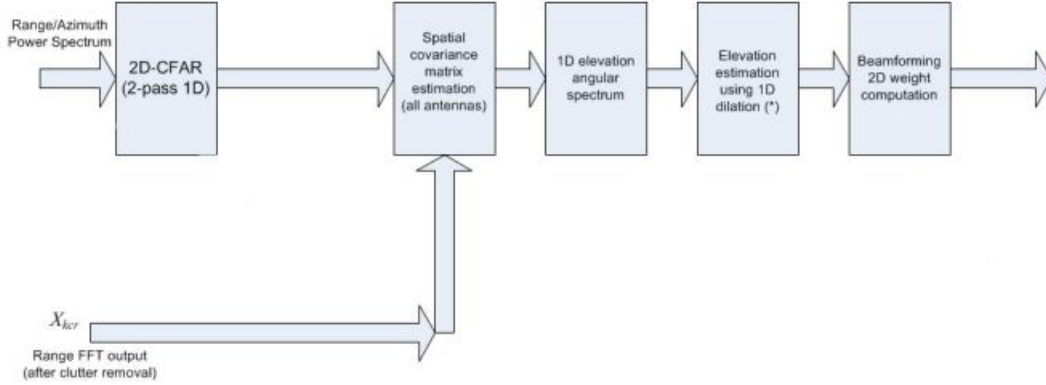 Range/Azimuth
Power Spectrum
2D-CFAR
(2-pass 1D)
Spatial
covariance
matrix
estimation
(all antennas)
1D elevation
angular
spectrum
Elevation
estimation
using 1D
dilation (*)
Beamforming
2D weight
computation
X_kcr
Range FFT output
(after clutter removal)